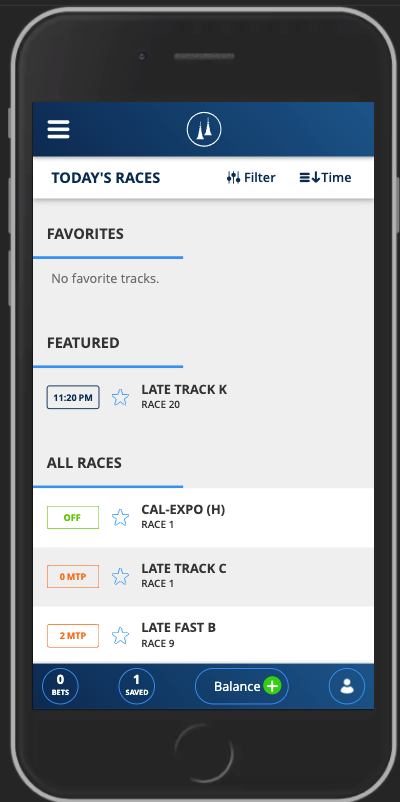 TODAY'S RACES
Filter
Time
FAVORITES
No favorite tracks.
FEATURED
11:20 PM
LATE TRACK K
RACE 20
ALL RACES
OFF
CAL-EXPO (H)
RACE 1
0 MTP
LATE TRACK C
RACE 1
2 MTP
LATE FAST B
RACE 9
0
BETS
1
SAVED
Balance